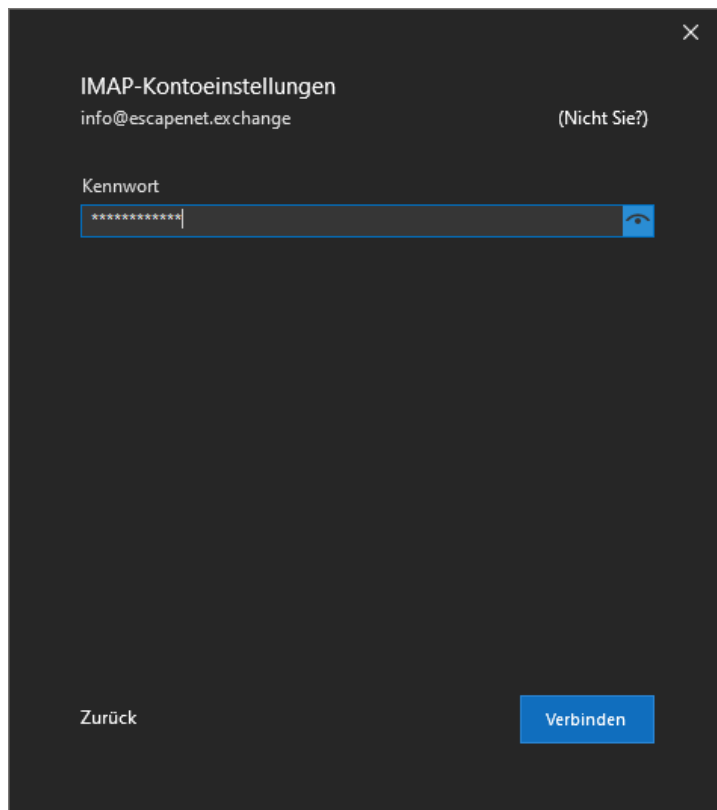 IMAP-Kontoeinstellungen
info@escapenet.exchange (Nicht Sie?)
Kennwort
************
Zurück Verbinden